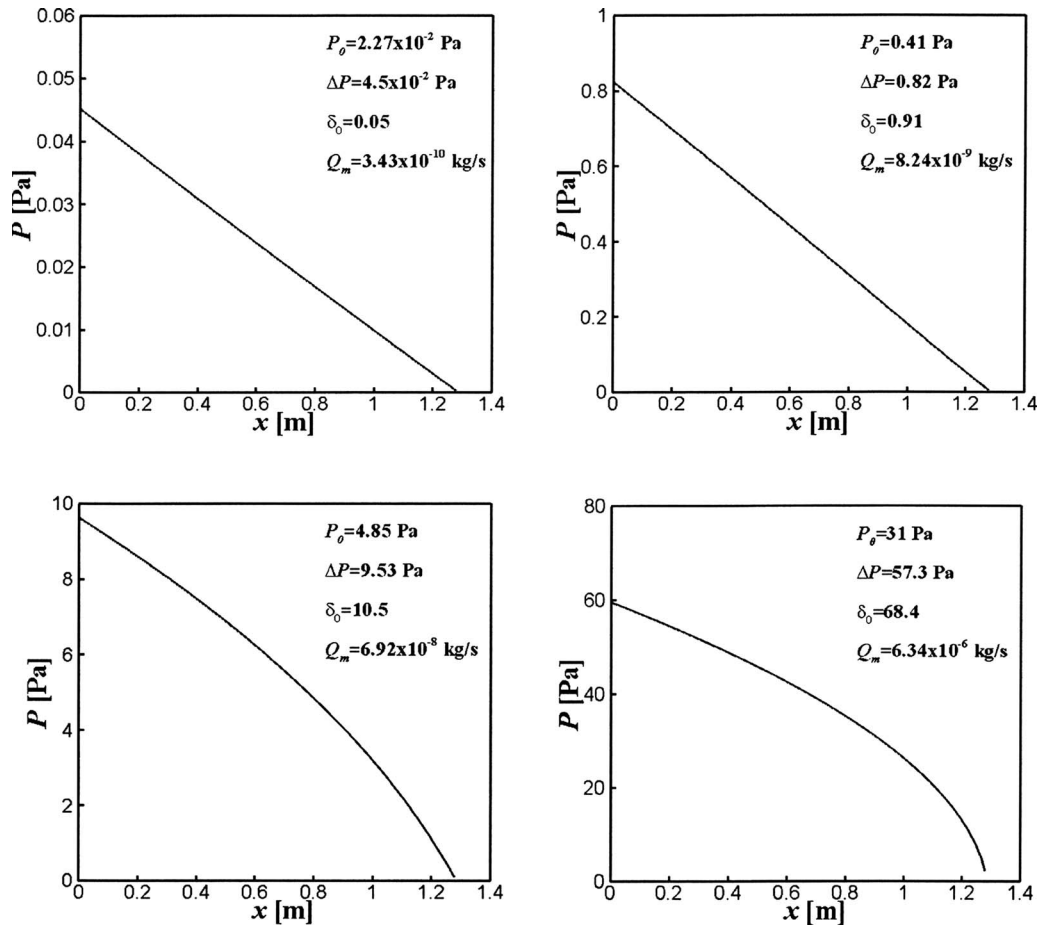 0.06
0.05
0.04
0.03
0.02
0.01
0
P [Pa]
P₀=2.27x10⁻² Pa
ΔP=4.5x10⁻² Pa
δ₀=0.05
Qₘ=3.43x10⁻¹⁰ kg/s
0 0.2 0.4 0.6 0.8 1 1.2 1.4
x [m]
1
0.8
0.6
0.4
0.2
0
P [Pa]
P₀=0.41 Pa
ΔP=0.82 Pa
δ₀=0.91
Qₘ=8.24x10⁻⁹ kg/s
0 0.2 0.4 0.6 0.8 1 1.2 1.4
x [m]
10
8
6
4
2
0
P [Pa]
P₀=4.85 Pa
ΔP=9.53 Pa
δ₀=10.5
Qₘ=6.92x10⁻⁸ kg/s
0 0.2 0.4 0.6 0.8 1 1.2 1.4
x [m]
80
60
40
20
0
P [Pa]
P₀=31 Pa
ΔP=57.3 Pa
δ₀=68.4
Qₘ=6.34x10⁻⁶ kg/s
0 0.2 0.4 0.6 0.8 1 1.2 1.4
x [m]